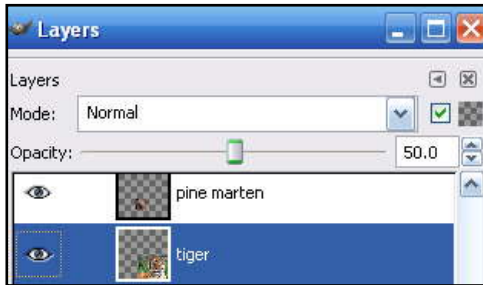 Layers
Layers
Mode: Normal
Opacity: 50.0
pine marten
tiger